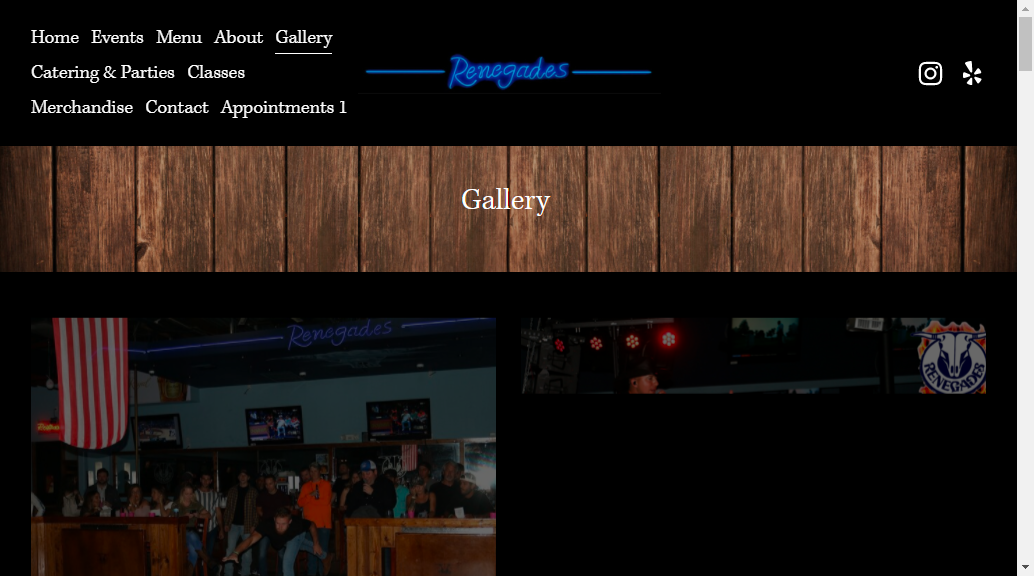 Home Events Menu About Gallery
Catering & Parties Classes
Merchandise Contact Appointments 1
Renegades
Gallery
Renegades
RENEGADES